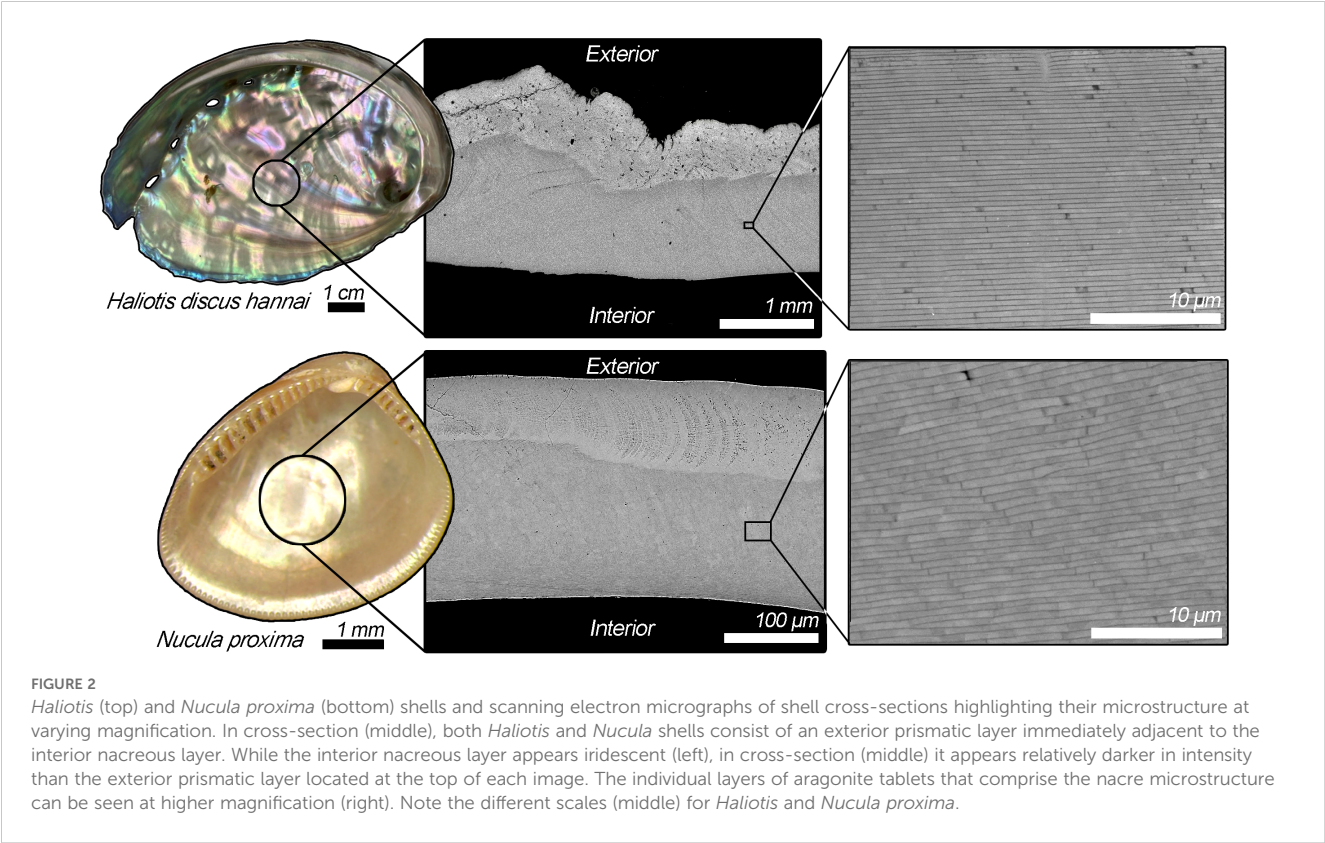 Exterior
1 mm
Interior
10 µm
Haliotis discus hannai
1 cm
Exterior
100 µm
Interior
10 µm
Nucula proxima
1 mm
FIGURE 2
Haliotis (top) and Nucula proxima (bottom) shells and scanning electron micrographs of shell cross-sections highlighting their microstructure at
varying magnification. In cross-section (middle), both Haliotis and Nucula shells consist of an exterior prismatic layer immediately adjacent to the
interior nacreous layer. While the interior nacreous layer appears iridescent (left), in cross-section (middle) it appears relatively darker in intensity
than the exterior prismatic layer located at the top of each image. The individual layers of aragonite tablets that comprise the nacre microstructure
can be seen at higher magnification (right). Note the different scales (middle) for Haliotis and Nucula proxima.